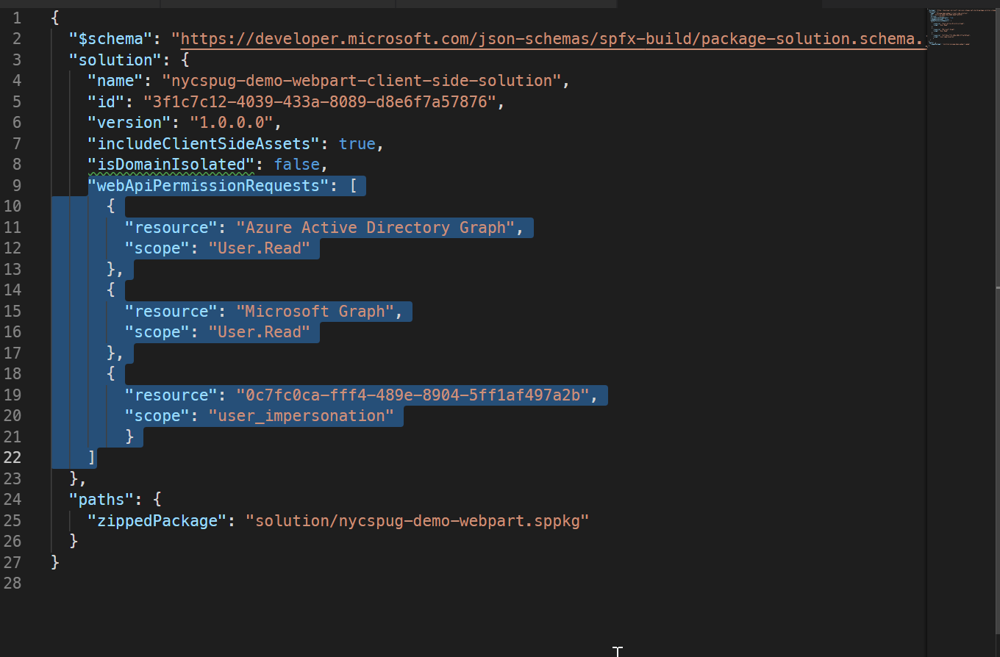 1 {
2 "$schema": "https://developer.microsoft.com/json-schemas/spfx-build/package-solution.schema.
3 "solution": {
4 "name": "nycspug-demo-webpart-client-side-solution",
5 "id": "3f1c7c12-4039-433a-8089-d8e6f7a57876",
6 "version": "1.0.0.0",
7 "includeClientSideAssets": true,
8 "isDomainIsolated": false,
9 "webApiPermissionRequests": [
10 {
11 "resource": "Azure Active Directory Graph",
12 "scope": "User.Read"
13 },
14 {
15 "resource": "Microsoft Graph",
16 "scope": "User.Read"
17 },
18 {
19 "resource": "0c7fc0ca-fff4-489e-8904-5ff1af497a2b",
20 "scope": "user_impersonation"
21 }
22 ]
23 },
24 "paths": {
25 "zippedPackage": "solution/nycspug-demo-webpart.sppkg"
26 }
27 }
28